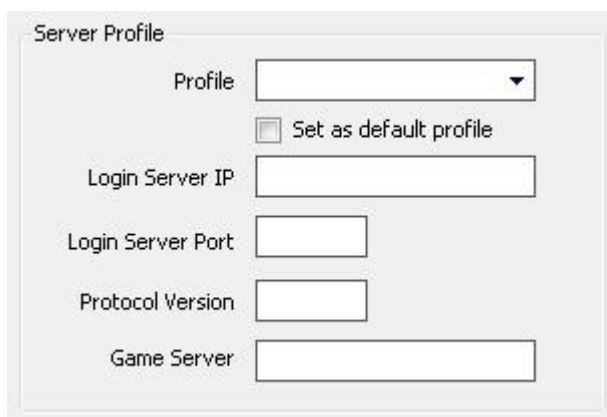 Server Profile
Profile
Set as default profile
Login Server IP
Login Server Port
Protocol Version
Game Server